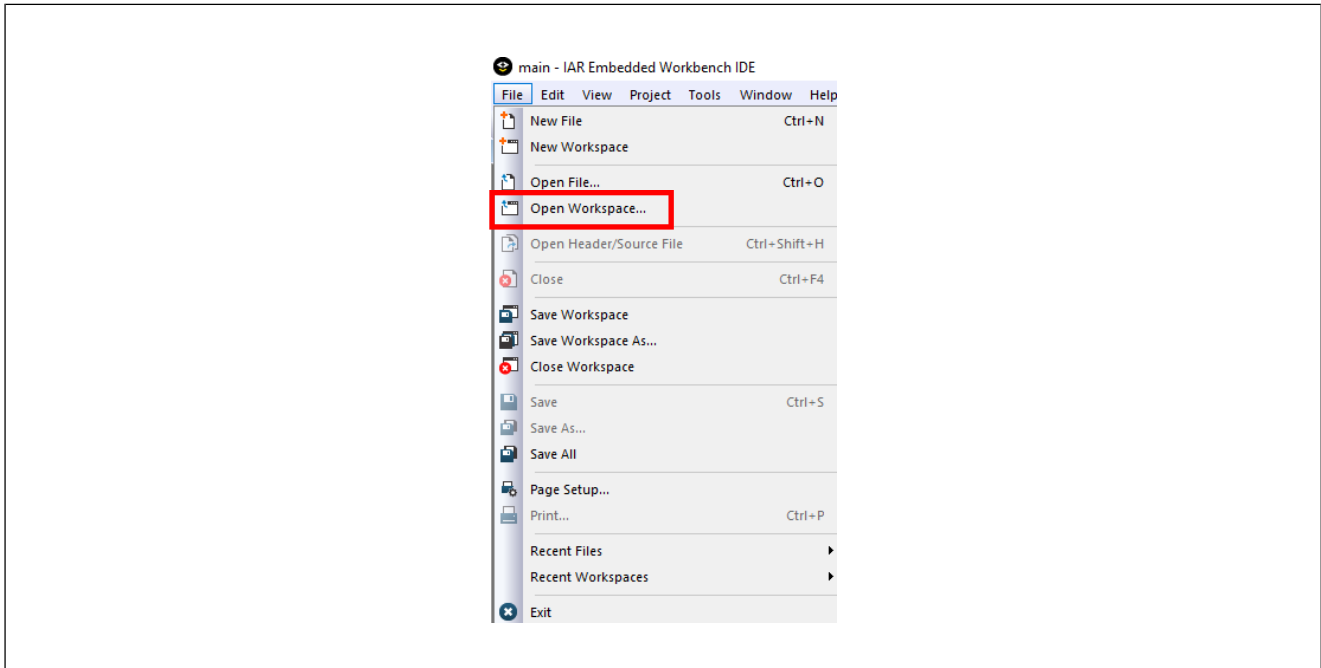 main - IAR Embedded Workbench IDE
File Edit View Project Tools Window Help
New File Ctrl+N
New Workspace
Open File... Ctrl+O
Open Workspace...
Open Header/Source File Ctrl+Shift+H
Close Ctrl+F4
Save Workspace
Save Workspace As...
Close Workspace
Save Ctrl+S
Save As...
Save All
Page Setup...
Print... Ctrl+P
Recent Files
Recent Workspaces
Exit